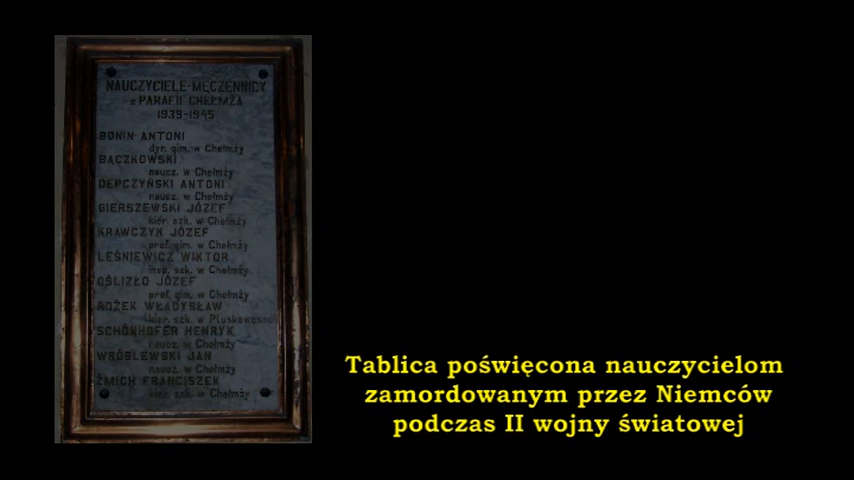 NAUCZYCIELE-MĘCZENNICY
z PARAFII CHEŁMŻA
1939-1945
BONIN ANTONI
dyr. gim. w Chełmży
BĄCZKOWSKI
naucz. w Chełmży
DEPCZYŃSKI ANTONI
naucz. w Chełmży
GIERSZEWSKI JÓZEF
kier. szk. w Chełmży
KRAWCZYK JÓZEF
prof. gim. w Chełmży
LEŚNIEWICZ WIKTOR
insp. szk. w Chełmży
OŚLIZŁO JÓZEF
prof. gim. w Chełmży
ROŻEK WŁADYSŁAW
kier. szk. w Pluskowęsach
SCHÖNHOFER HENRYK
naucz. w Chełmży
WRÓBLEWSKI JAN
naucz. w Chełmży
ŻMICH FRANCISZEK
kier. szk. w Chełmży
Tablica poświęcona nauczycielom
zamordowanym przez Niemców
podczas II wojny światowej